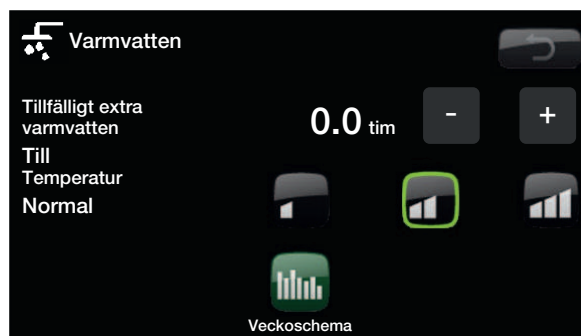 Varmvatten
Tillfälligt extra
varmvatten
0.0 tim
-
+
Till
Temperatur
Normal
Veckoschema